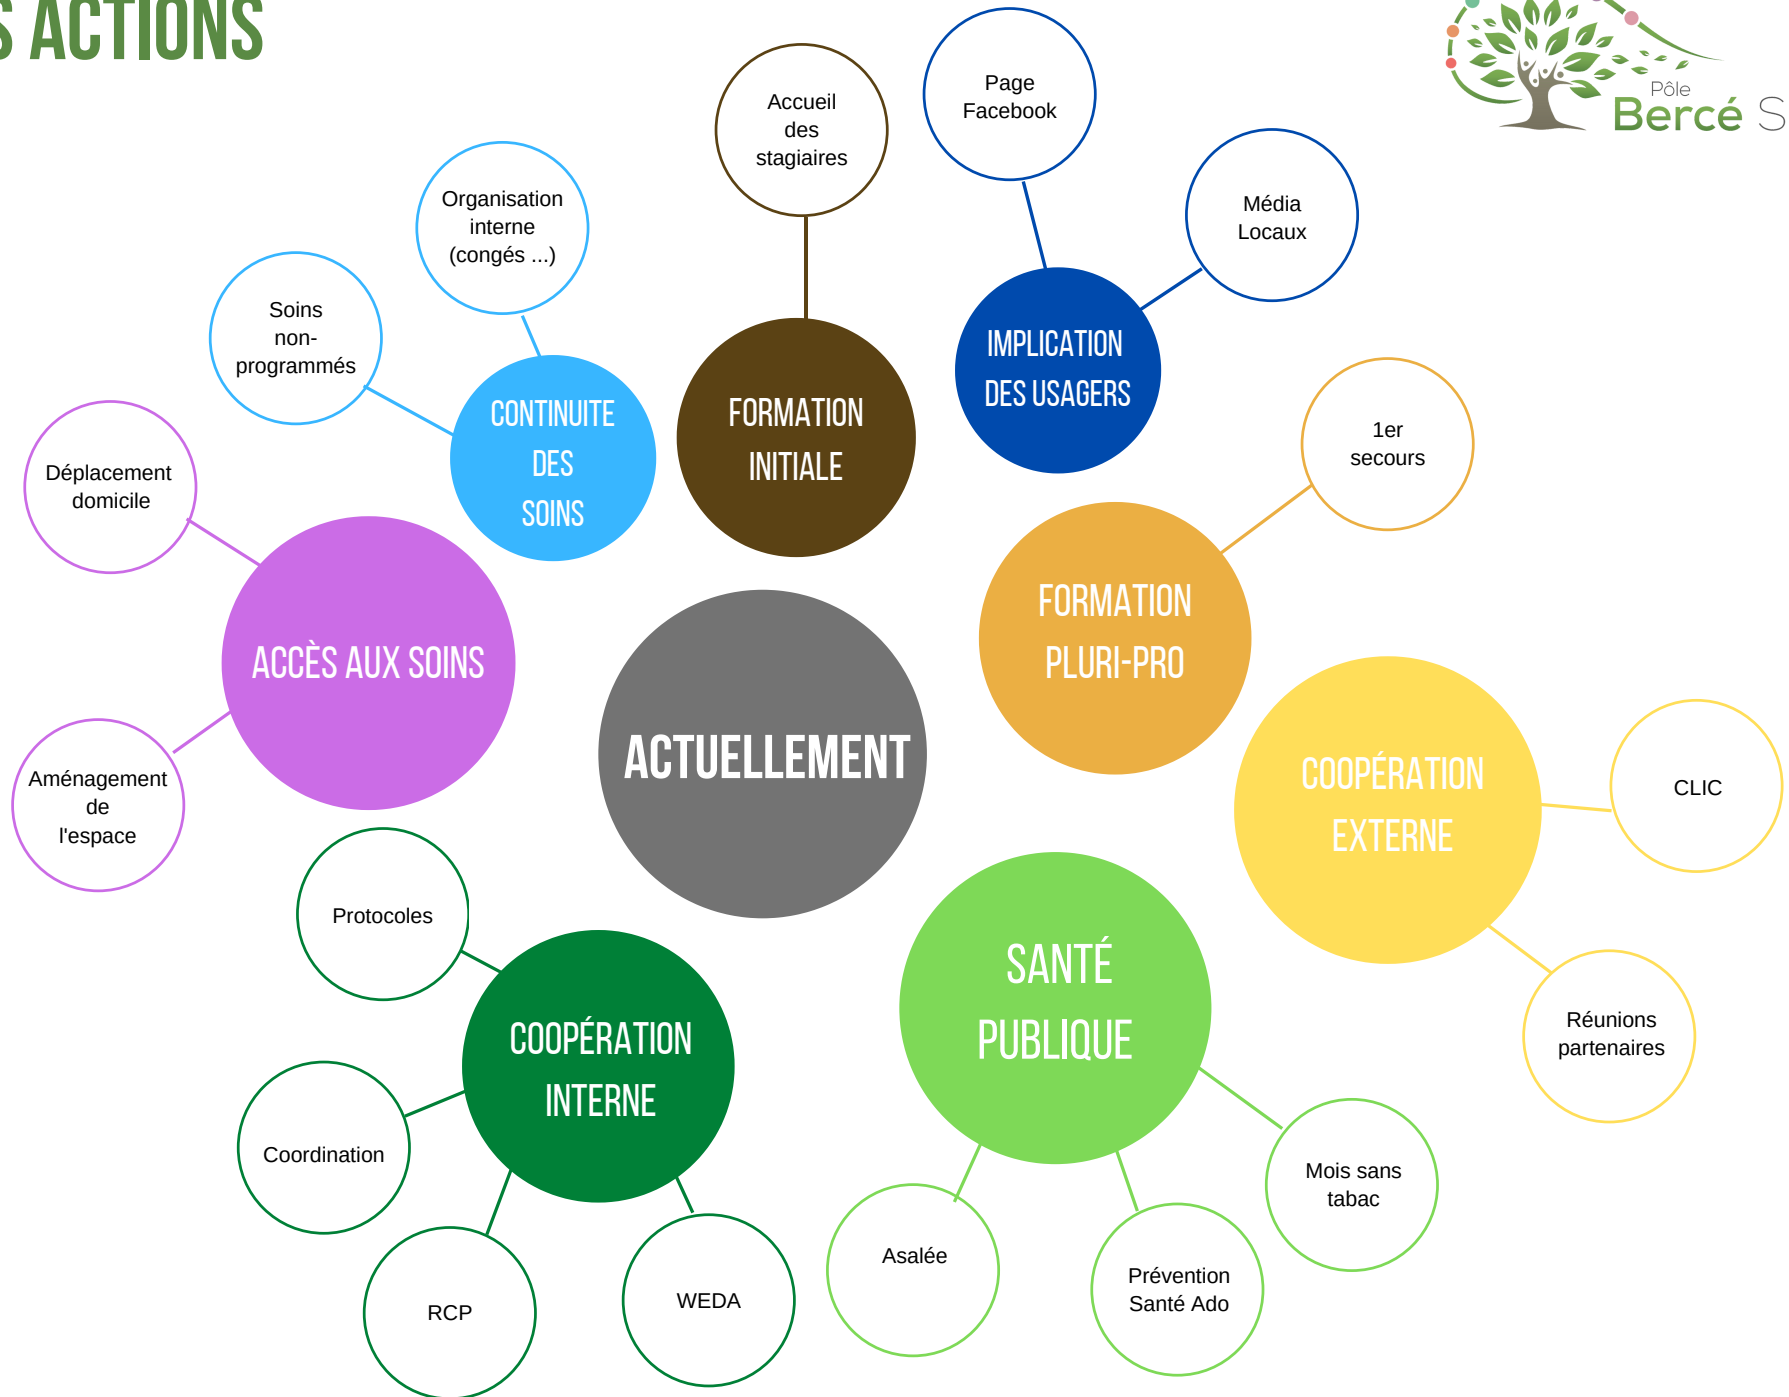 S ACTIONS
Pôle
Bercé S
Page
Facebook
Accueil
des
stagiaires
Média
Locaux
Organisation
interne
(congés ...)
Soins
non-
programmés
IMPLICATION
DES USAGERS
CONTINUITE
DES
SOINS
FORMATION
INITIALE
1er
secours
Déplacement
domicile
FORMATION
PLURI-PRO
ACCÈS AUX SOINS
ACTUELLEMENT
COOPÉRATION
EXTERNE
CLIC
Aménagement
de
l'espace
Protocoles
SANTÉ
PUBLIQUE
COOPÉRATION
INTERNE
Réunions
partenaires
Coordination
Mois sans
tabac
Asalée
Prévention
Santé Ado
RCP
WEDA